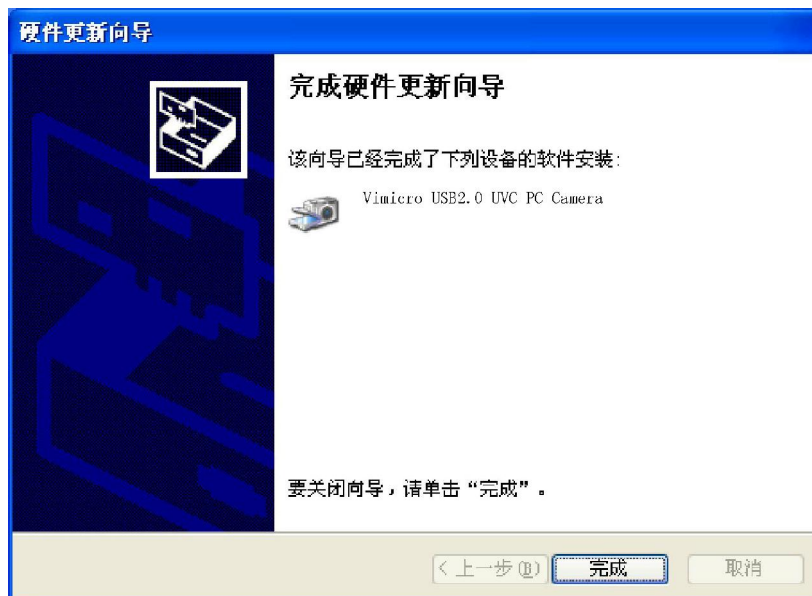 硬件更新向导
完成硬件更新向导
该向导已经完成了下列设备的软件安装:
Vimicro USB2.0 UVC PC Camera
要关闭向导，请单击“完成”。
< 上一步(B)
完成
取消